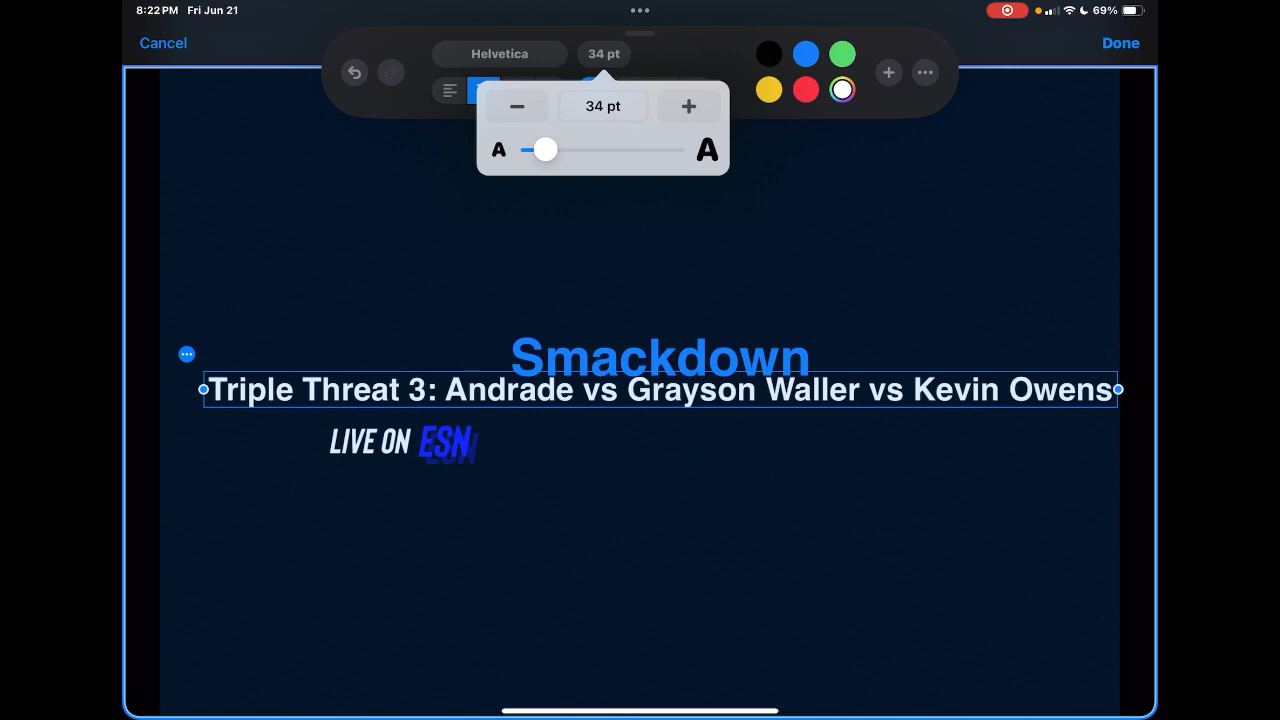 8:22 PM Fri Jun 21
69%
Cancel
Done
Helvetica
34 pt
34 pt
A
A
Smackdown
Triple Threat 3: Andrade vs Grayson Waller vs Kevin Owens
LIVE ON ESN